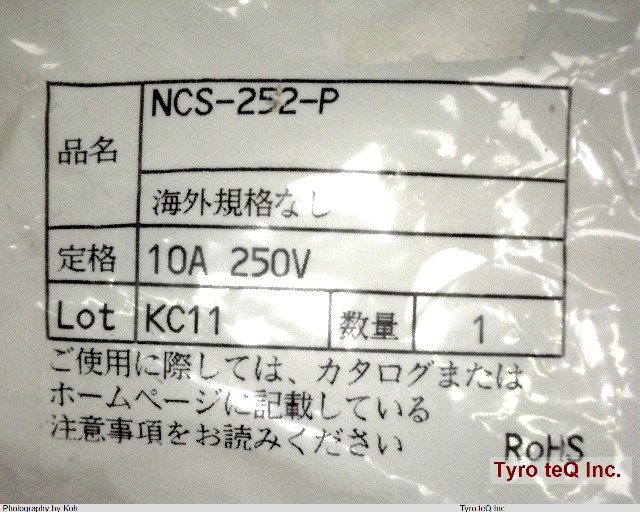 品名 NCS-252-P
海外規格なし
定格 10A 250V
Lot KC11 数量 1
ご使用に際しては、カタログまたは
ホームページに記載している
注意事項をお読みください
RoHS
Tyro teQ Inc.
Photography by Koh Tyro teQ Inc